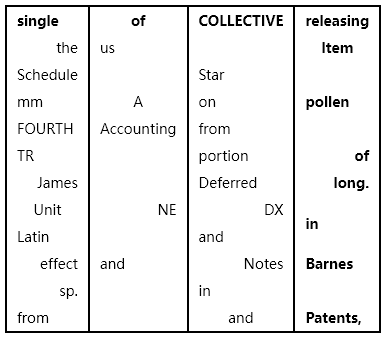 single of COLLECTIVE releasing
the us Item
Schedule Star
mm A on pollen
FOURTH Accounting from
TR portion of
James Deferred long.
Unit NE DX in
Latin and
effect and Notes Barnes
sp. in
from and Patents,